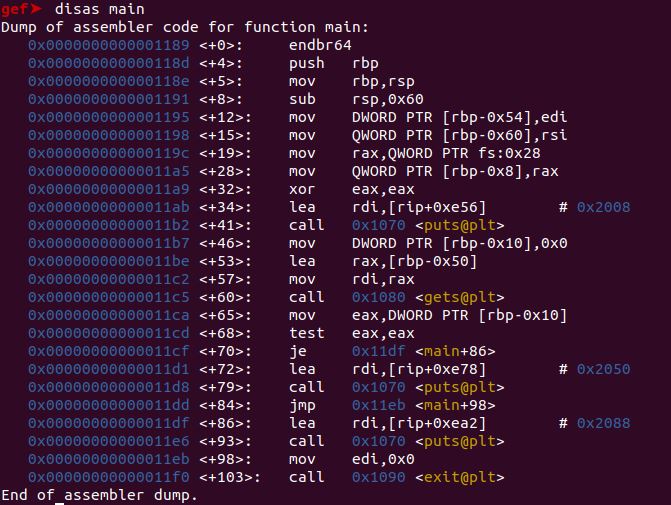 gef➤  disas main
Dump of assembler code for function main:
   0x0000000000001189 <+0>:     endbr64
   0x000000000000118d <+4>:     push   rbp
   0x000000000000118e <+5>:     mov    rbp,rsp
   0x0000000000001191 <+8>:     sub    rsp,0x60
   0x0000000000001195 <+12>:    mov    DWORD PTR [rbp-0x54],edi
   0x0000000000001198 <+15>:    mov    QWORD PTR [rbp-0x60],rsi
   0x000000000000119c <+19>:    mov    rax,QWORD PTR fs:0x28
   0x00000000000011a5 <+28>:    mov    QWORD PTR [rbp-0x8],rax
   0x00000000000011a9 <+32>:    xor    eax,eax
   0x00000000000011ab <+34>:    lea    rdi,[rip+0xe56]        # 0x2008
   0x00000000000011b2 <+41>:    call   0x1070 <puts@plt>
   0x00000000000011b7 <+46>:    mov    DWORD PTR [rbp-0x10],0x0
   0x00000000000011be <+53>:    lea    rax,[rbp-0x50]
   0x00000000000011c2 <+57>:    mov    rdi,rax
   0x00000000000011c5 <+60>:    call   0x1080 <gets@plt>
   0x00000000000011ca <+65>:    mov    eax,DWORD PTR [rbp-0x10]
   0x00000000000011cd <+68>:    test   eax,eax
   0x00000000000011cf <+70>:    je     0x11df <main+86>
   0x00000000000011d1 <+72>:    lea    rdi,[rip+0xe78]        # 0x2050
   0x00000000000011d8 <+79>:    call   0x1070 <puts@plt>
   0x00000000000011dd <+84>:    jmp    0x11eb <main+98>
   0x00000000000011df <+86>:    lea    rdi,[rip+0xea2]        # 0x2088
   0x00000000000011e6 <+93>:    call   0x1070 <puts@plt>
   0x00000000000011eb <+98>:    mov    edi,0x0
   0x00000000000011f0 <+103>:   call   0x1090 <exit@plt>
End of assembler dump.